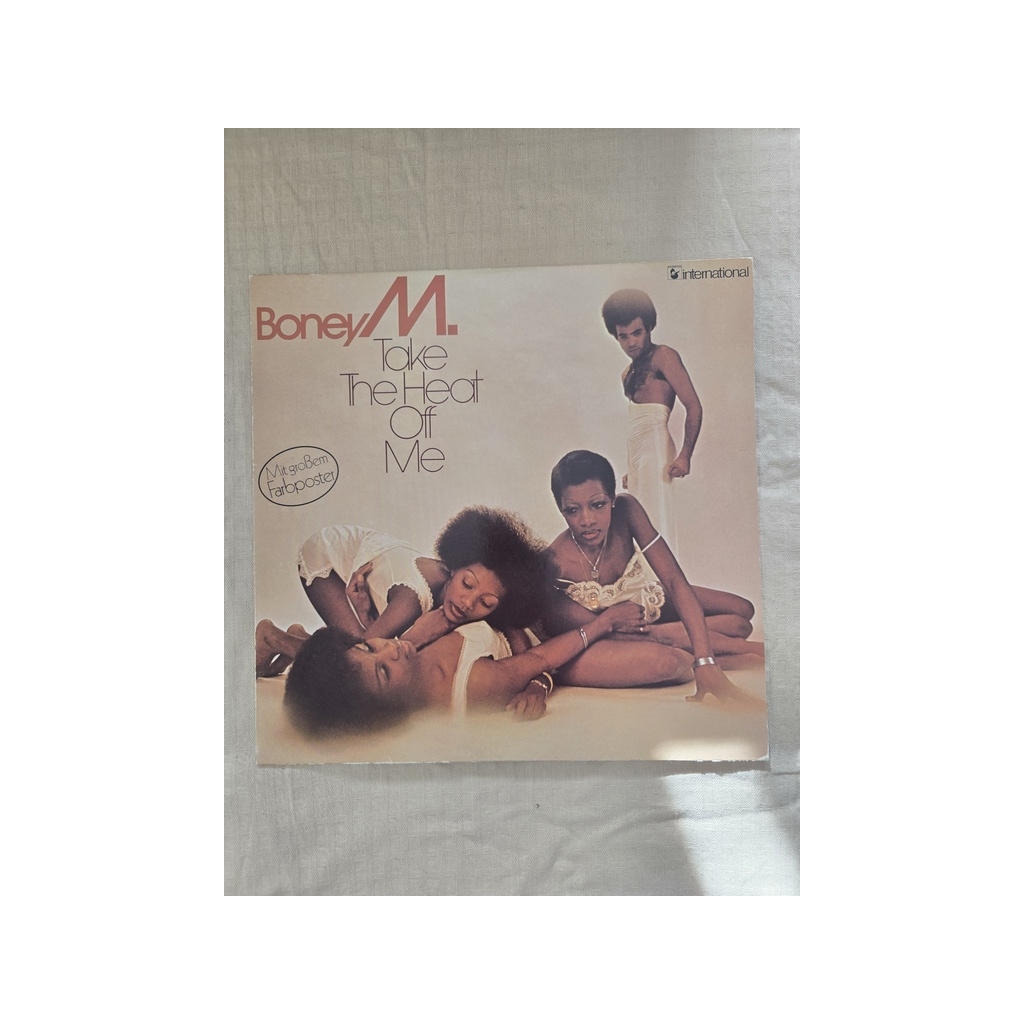 international
Boney M.
Take
The Heat
Off
Me
Mit großem
Farbposter